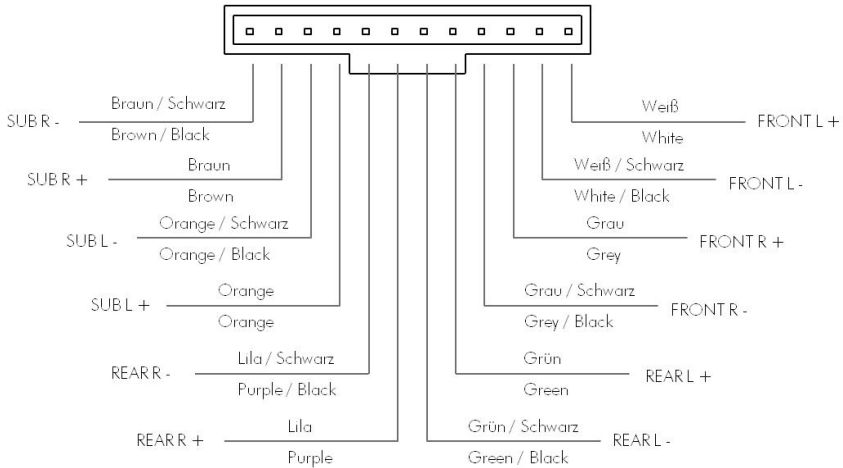 Braun / Schwarz
SUB R -
Brown / Black
Braun
SUB R +
Brown
Orange / Schwarz
SUB L -
Orange / Black
Orange
SUB L +
Orange
Lila / Schwarz
REAR R -
Purple / Black
Lila
REAR R +
Purple
Weiß
FRONT L +
White
Weiß / Schwarz
FRONT L -
White / Black
Grau
FRONT R +
Grey
Grau / Schwarz
FRONT R -
Grey / Black
Grün
REAR L +
Green
Grün / Schwarz
REAR L -
Green / Black